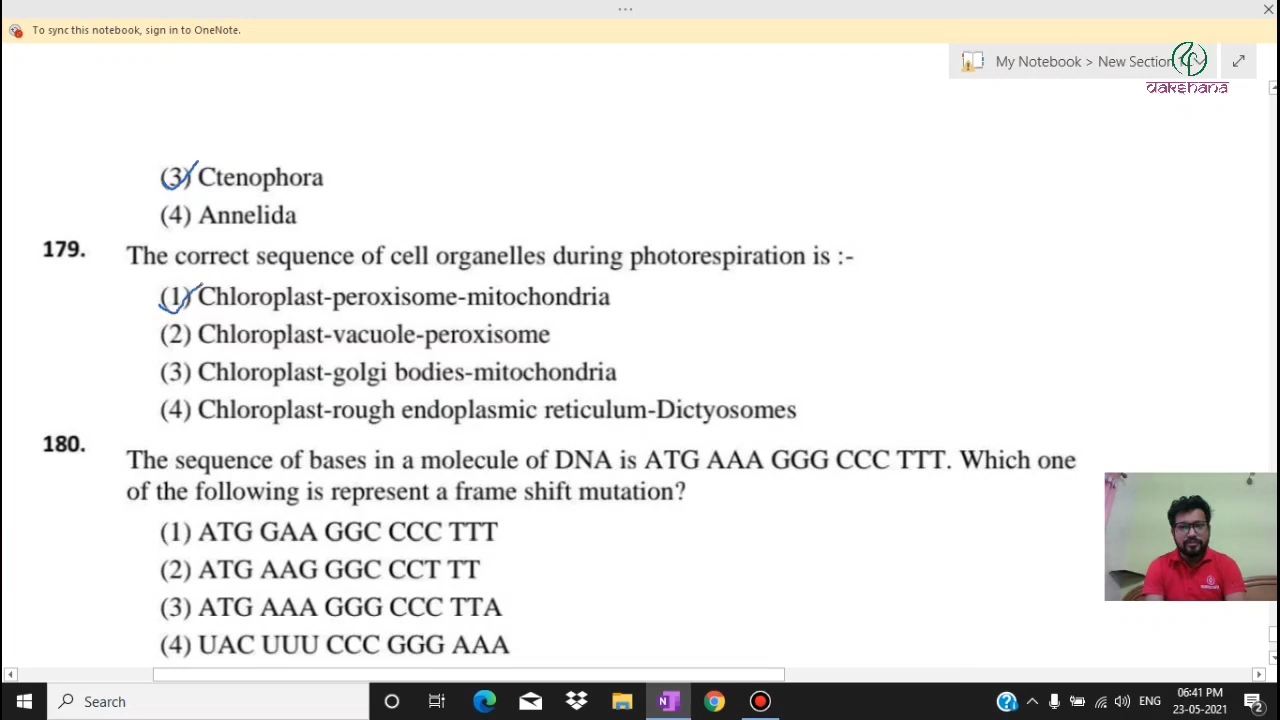 To sync this notebook, sign in to OneNote.
My Notebook > New Section 1
Dakshana
(3) Ctenophora
(4) Annelida
179. The correct sequence of cell organelles during photorespiration is :-
(1) Chloroplast-peroxisome-mitochondria
(2) Chloroplast-vacuole-peroxisome
(3) Chloroplast-golgi bodies-mitochondria
(4) Chloroplast-rough endoplasmic reticulum-Dictyosomes
180. The sequence of bases in a molecule of DNA is ATG AAA GGG CCC TTT. Which one
of the following is represent a frame shift mutation?
(1) ATG GAA GGC CCC TTT
(2) ATG AAG GGC CCT TT
(3) ATG AAA GGG CCC TTA
(4) UAC UUU CCC GGG AAA
Search
ENG
06:41 PM
23-05-2021
2